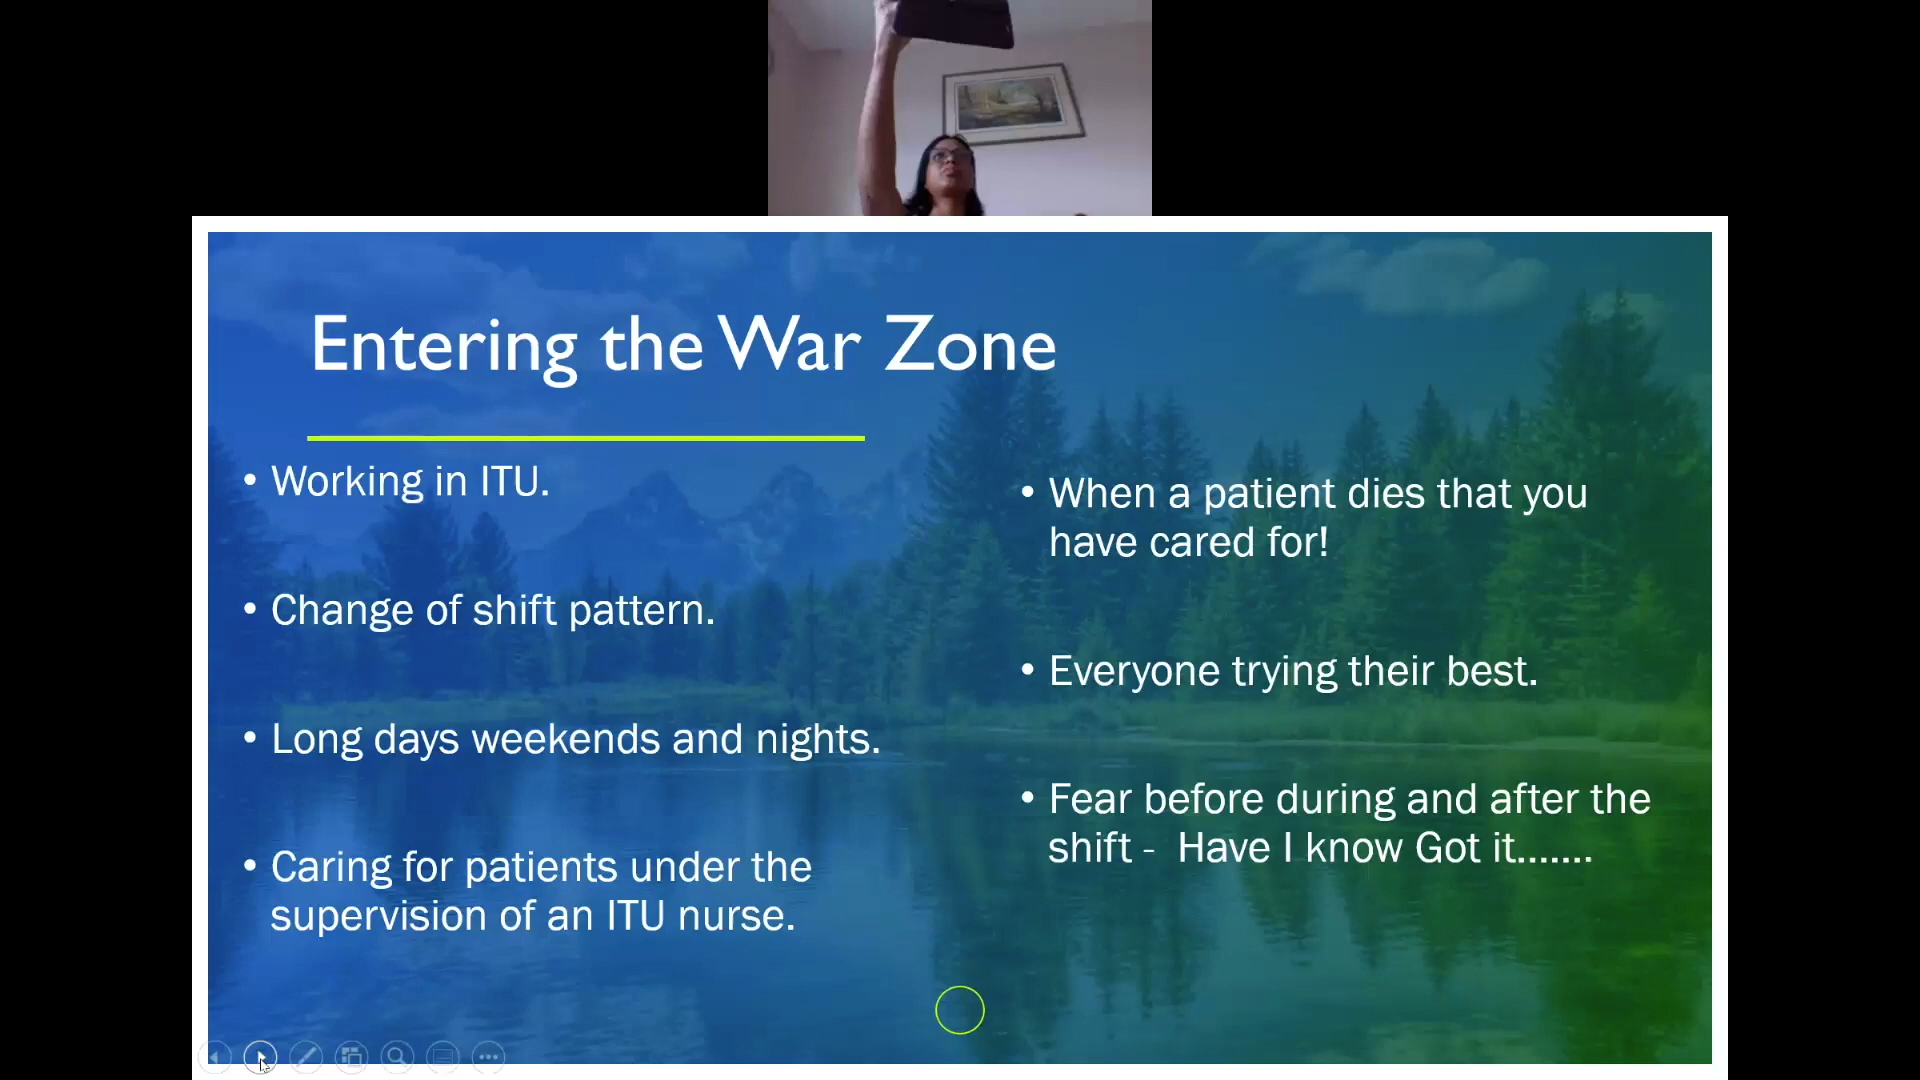 Entering the War Zone
• Working in ITU.
• Change of shift pattern.
• Long days weekends and nights.
• Caring for patients under the
supervision of an ITU nurse.
• When a patient dies that you
have cared for!
• Everyone trying their best.
• Fear before during and after the
shift - Have I know Got it.......